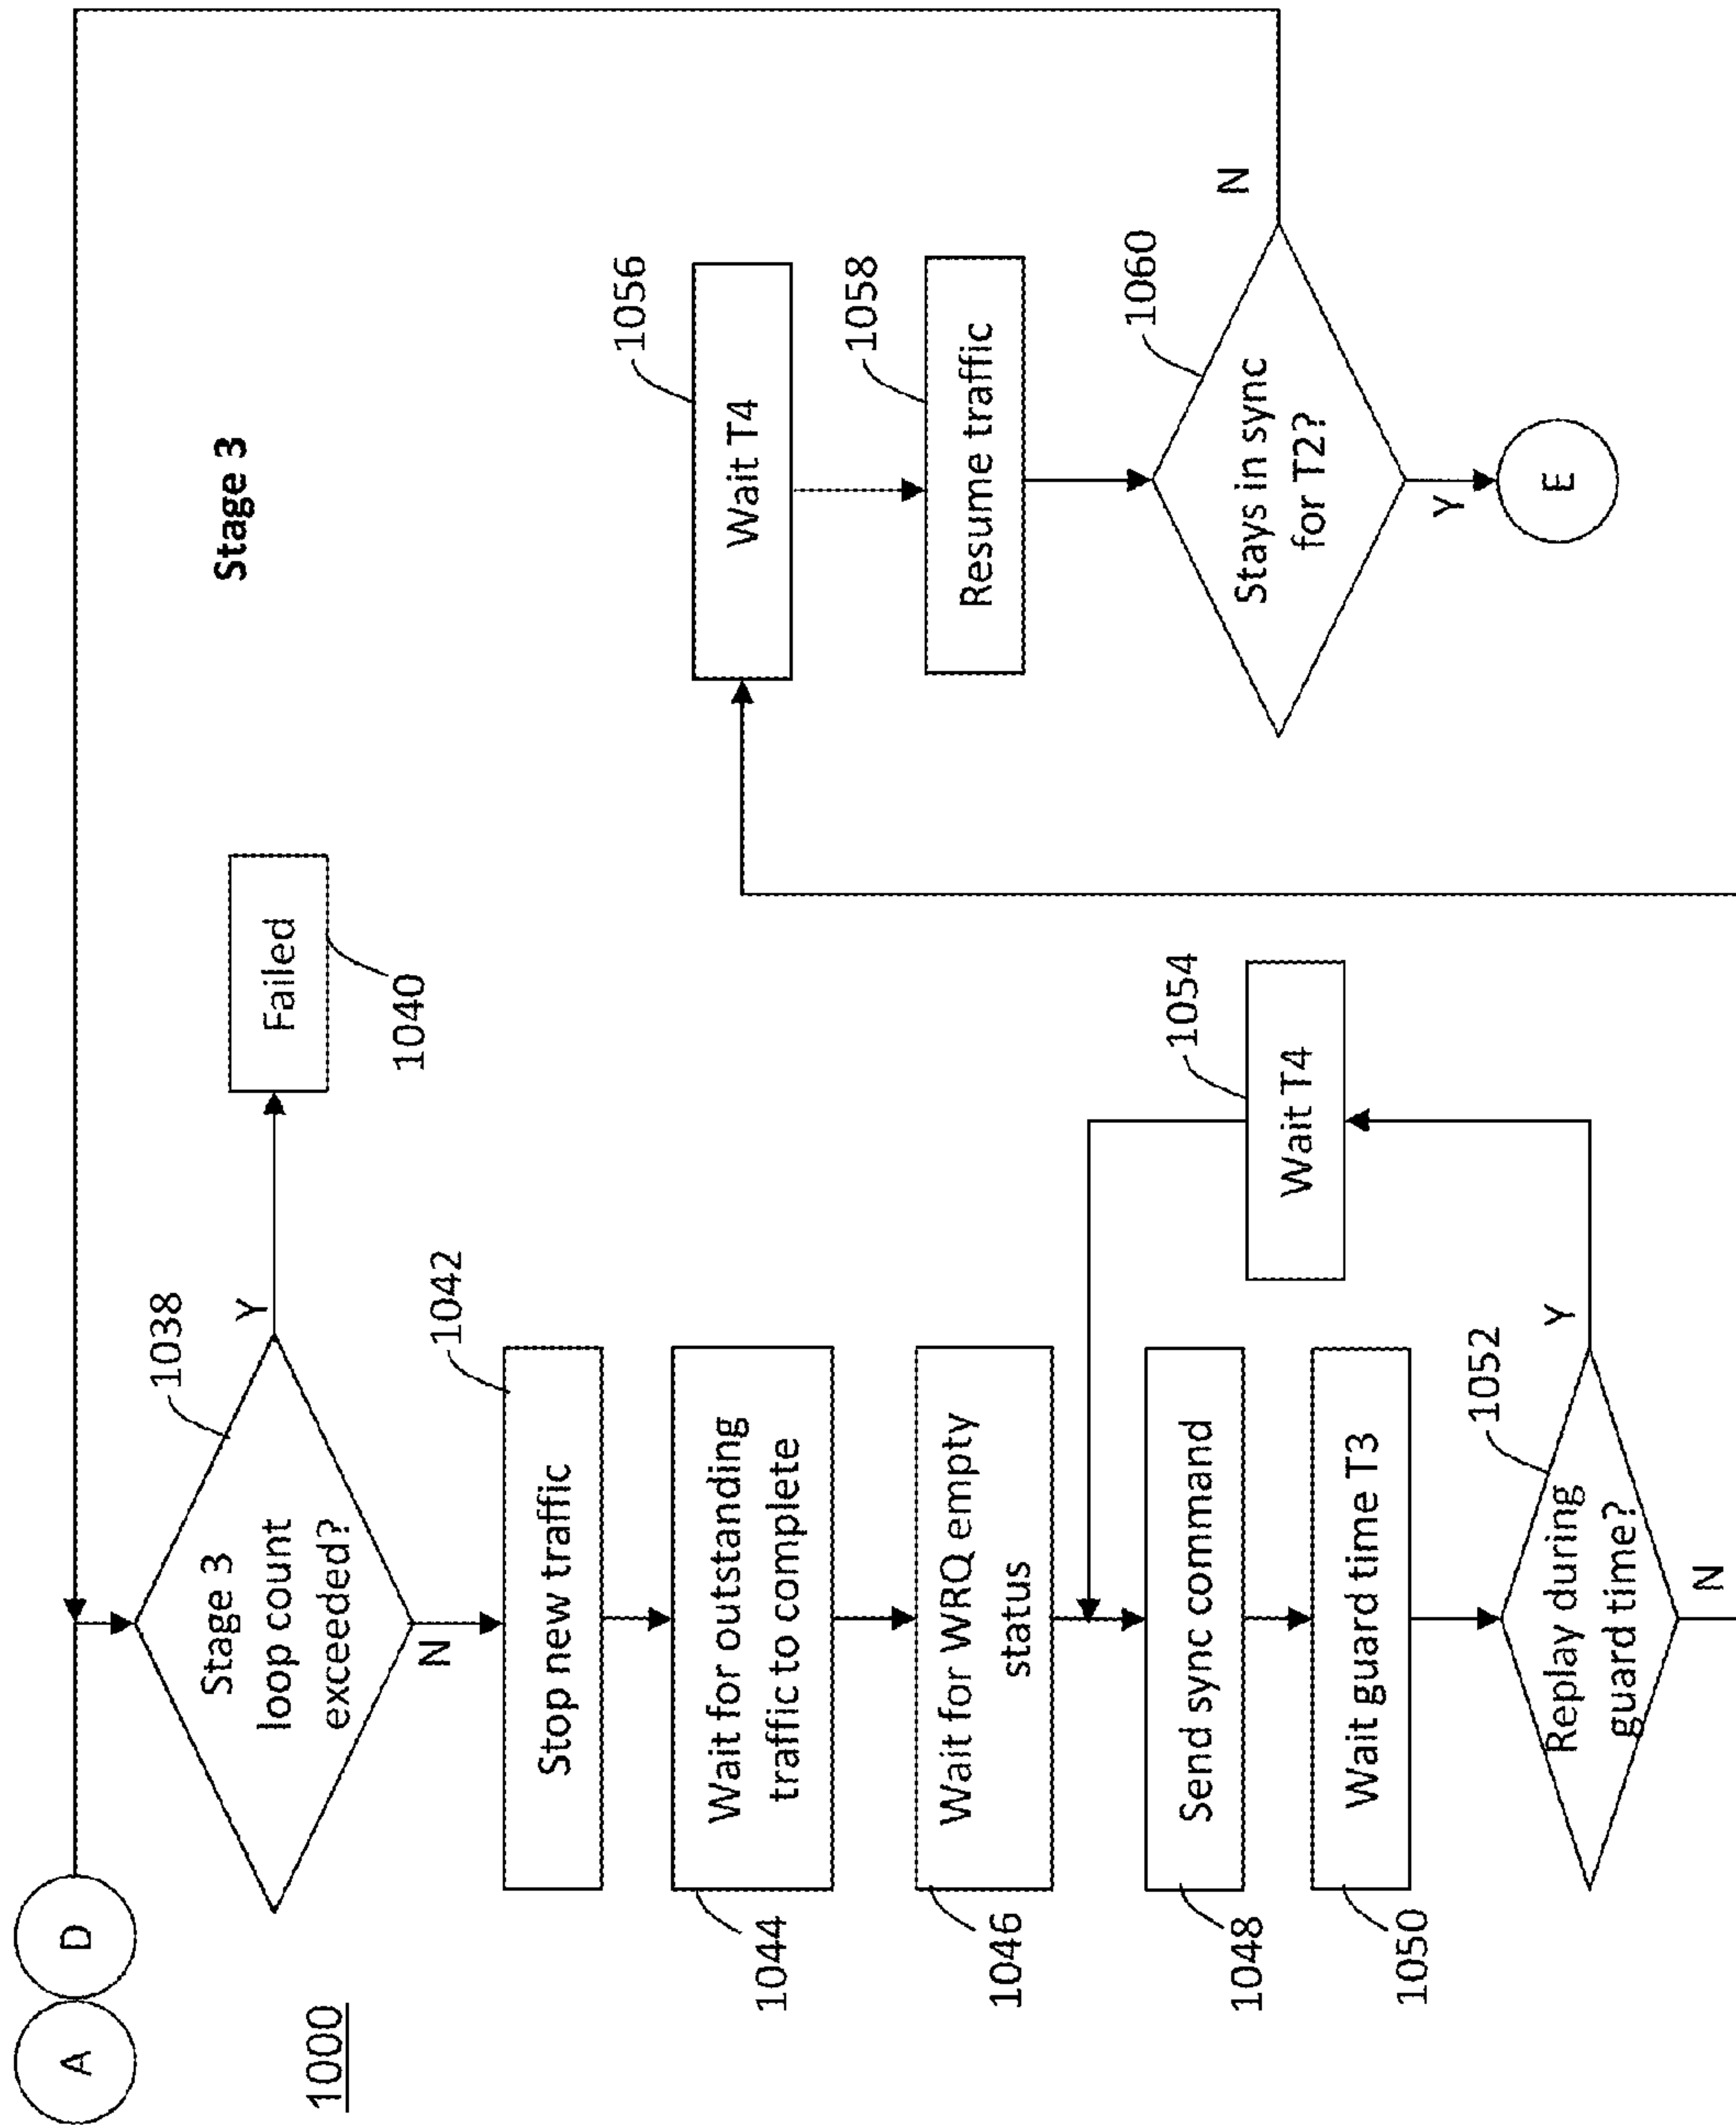 A
D
1000
Stage 3
Stage 3
loop count
exceeded?
1038
Y
Failed
1040
N
1042
Stop new traffic
Wait for outstanding
traffic to complete
1044
Wait for WRQ empty
status
1046
Send sync command
1048
Wait guard time T3
1050
Replay during
guard time?
1052
Y
Wait T4
1054
N
Wait T4
1056
Resume traffic
1058
Stays in sync
for T2?
1060
N
Y
E